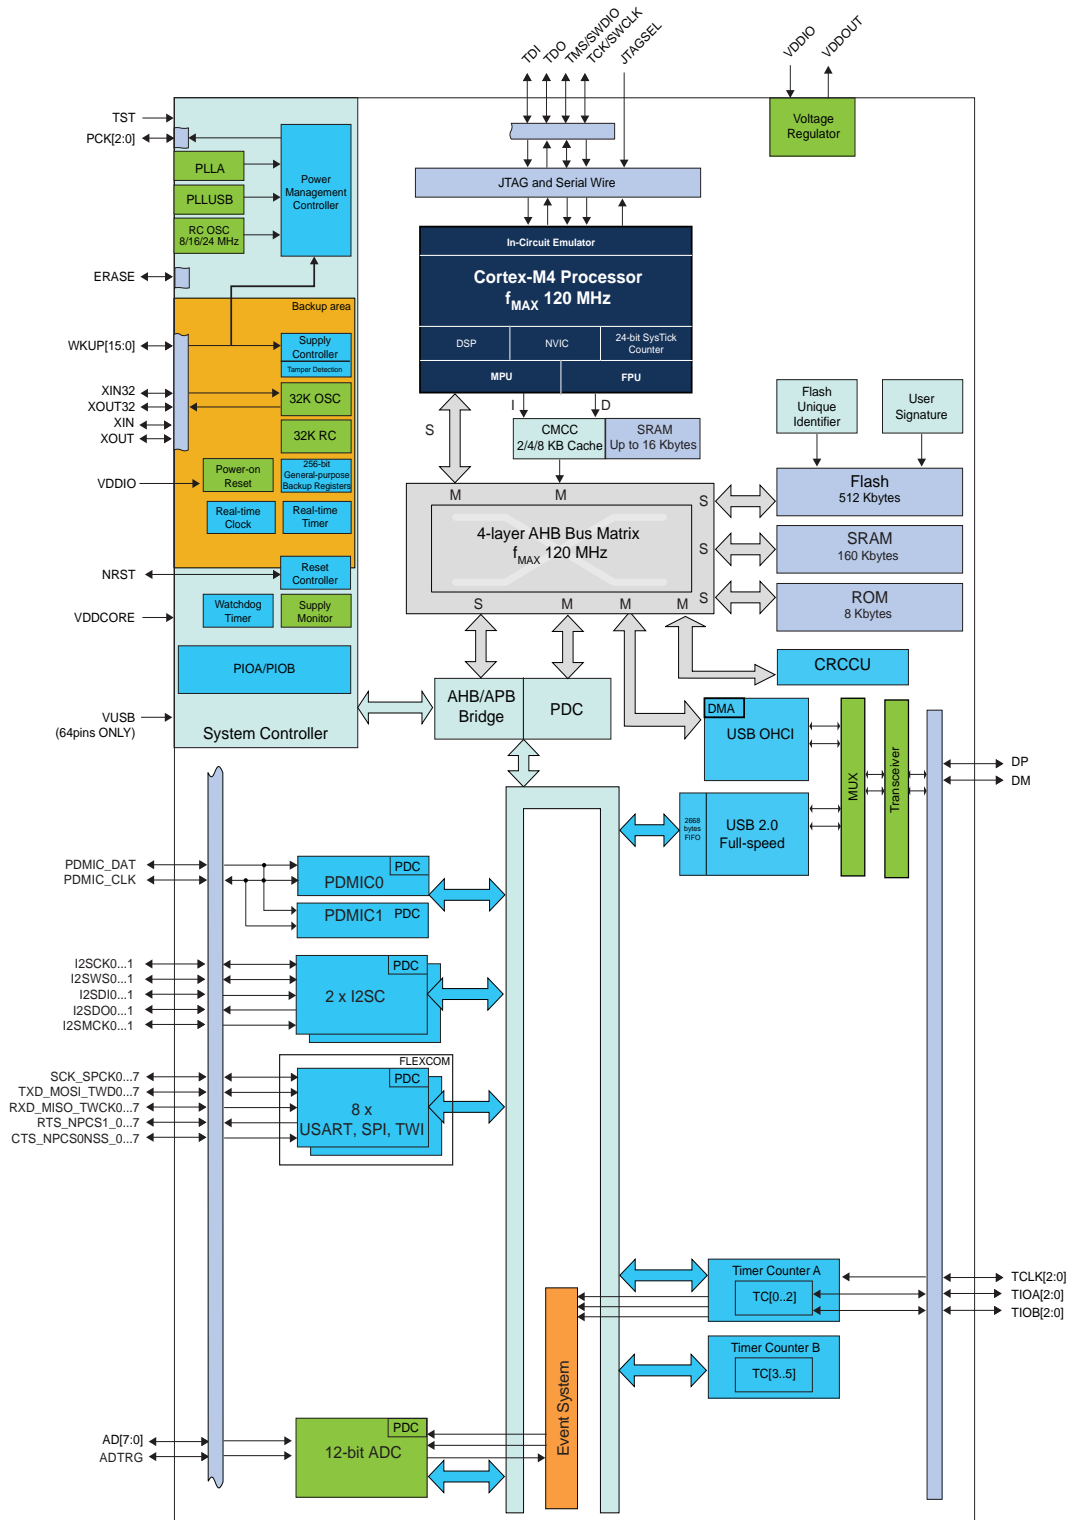 TDI
TDO
TMS/SWDIO
TCK/SWCLK
JTAGSEL
VDDIO
VDDOUT
TST
PCK[2:0]
PLLA
PLLUSB
RC OSC
8/16/24 MHz
Power
Management
Controller
Voltage
Regulator
JTAG and Serial Wire
In-Circuit Emulator
Cortex-M4 Processor
fMAX 120 MHz
DSP
NVIC
24-bit SysTick
Counter
MPU
FPU
ERASE
Backup area
WKUP[15:0]
Supply
Controller
Tamper Detection
XIN32
XOUT32
XIN
XOUT
32K OSC
32K RC
VDDIO
Power-on
Reset
256-bit
General-purpose
Backup Registers
Real-time
Clock
Real-time
Timer
NRST
Reset
Controller
VDDCORE
Watchdog
Timer
Supply
Monitor
PIOA/PIOB
VUSB
(64pins ONLY)
System Controller
S
I
D
CMCC
2/4/8 KB Cache
SRAM
Up to 16 Kbytes
Flash
Unique
Identifier
User
Signature
M
M
S
Flash
512 Kbytes
4-layer AHB Bus Matrix
fMAX 120 MHz
S
SRAM
160 Kbytes
S
ROM
8 Kbytes
S
M
M
M
CRCCU
AHB/APB
Bridge
PDC
DMA
USB OHCI
MUX
Transceiver
DP
DM
2668
bytes
FIFO
USB 2.0
Full-speed
PDMIC_DAT
PDMIC_CLK
PDC
PDMIC0
PDMIC1
PDC
I2SCK0...1
I2SWS0...1
I2SDI0...1
I2SDO0...1
I2SMCK0...1
PDC
2 x I2SC
FLEXCOM
SCK_SPCK0...7
TXD_MOSI_TWD0...7
RXD_MISO_TWCK0...7
RTS_NPCS1_0...7
CTS_NPCS0NSS_0...7
PDC
8 x
USART, SPI, TWI
Timer Counter A
TC[0..2]
TCLK[2:0]
TIOA[2:0]
TIOB[2:0]
Timer Counter B
TC[3..5]
Event System
AD[7:0]
ADTRG
PDC
12-bit ADC